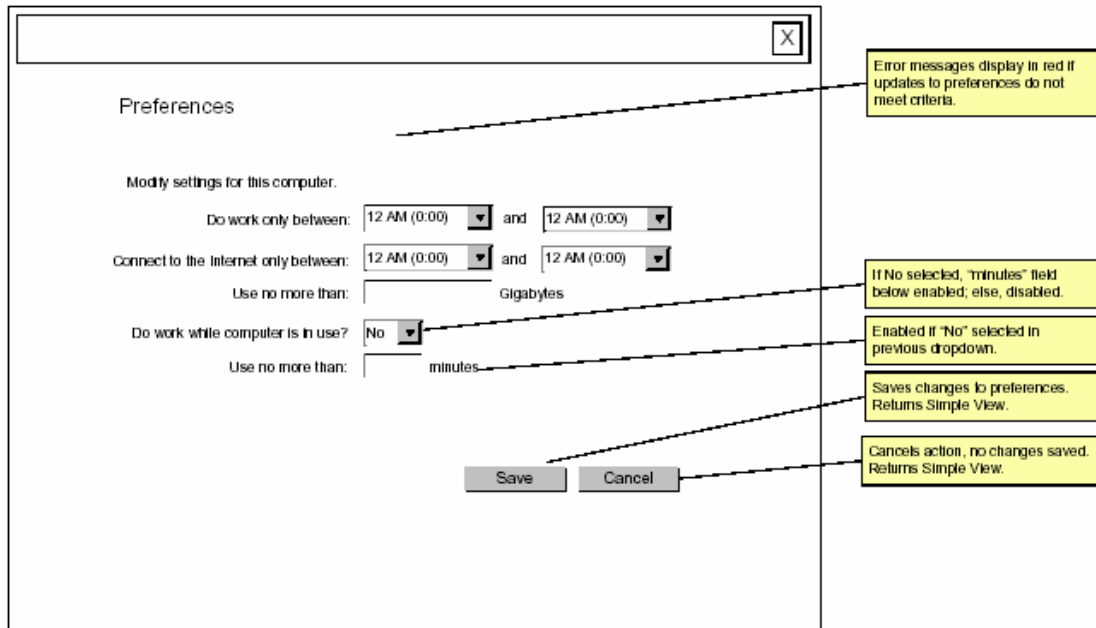 X
Preferences
Error messages display in red if
updates to preferences do not
meet criteria.
Modify settings for this computer.
Do work only between: 12 AM (0:00) and 12 AM (0:00)
Connect to the Internet only between: 12 AM (0:00) and 12 AM (0:00)
Use no more than: Gigabytes
If No selected, "minutes" field
below enabled; else, disabled.
Do work while computer is in use? No
Enabled if "No" selected in
previous dropdown.
Use no more than: minutes
Saves changes to preferences.
Returns Simple View.
Cancels action, no changes saved.
Returns Simple View.
Save Cancel